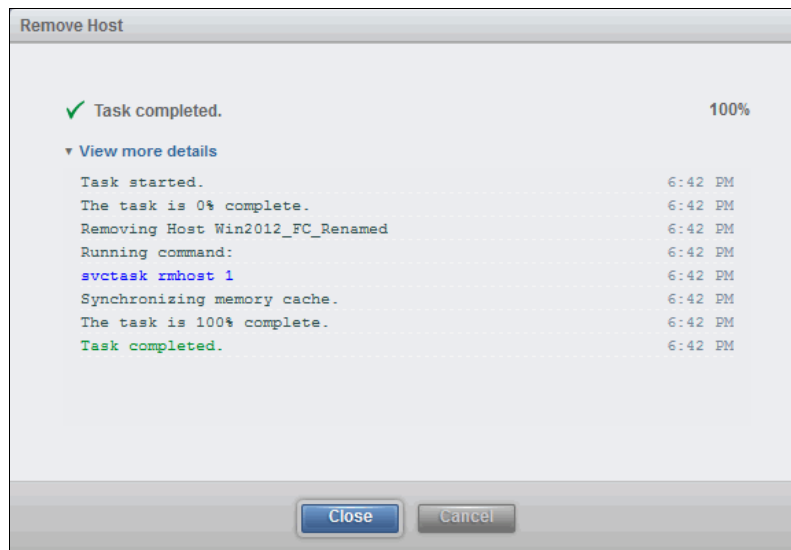 Remove Host
Task completed. 100%
View more details
Task started. 6:42 PM
The task is 0% complete. 6:42 PM
Removing Host Win2012_FC_Renamed 6:42 PM
Running command: 6:42 PM
svctask rmhost 1 6:42 PM
Synchronizing memory cache. 6:42 PM
The task is 100% complete. 6:42 PM
Task completed. 6:42 PM
Close Cancel